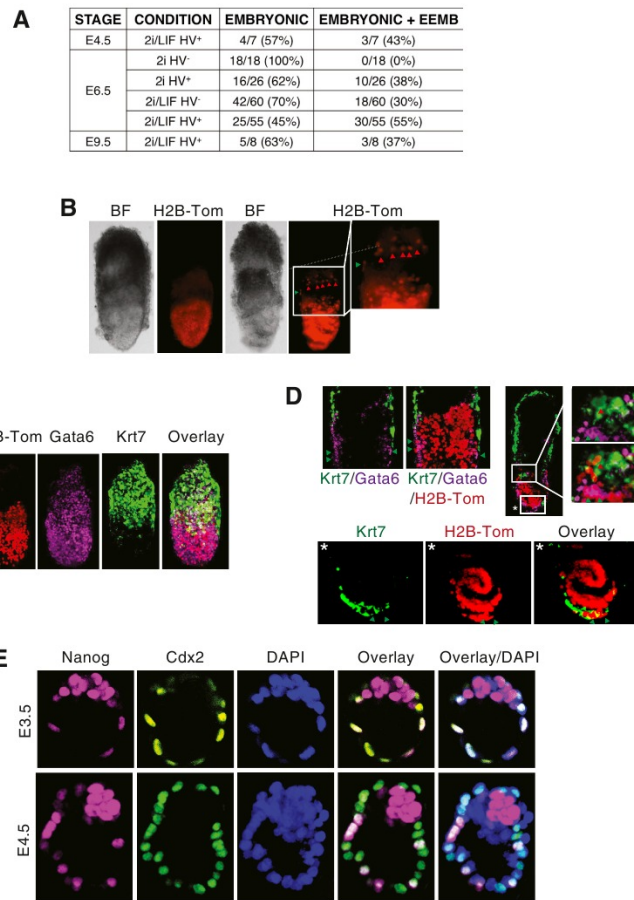 A
STAGE CONDITION EMBRYONIC EMBRYONIC + EEMB
E4.5 2i/LIF HV+ 4/7 (57%) 3/7 (43%)
E6.5
2i HV- 18/18 (100%) 0/18 (0%)
2i HV+ 16/26 (62%) 10/26 (38%)
2i/LIF HV- 42/60 (70%) 18/60 (30%)
2i/LIF HV+ 25/55 (45%) 30/55 (55%)
E9.5 2i/LIF HV+ 5/8 (63%) 3/8 (37%)
B
BF H2B-Tom BF H2B-Tom
D
B-Tom Gata6 Krt7 Overlay
Krt7/Gata6 Krt7/Gata6
/H2B-Tom
*
Krt7 H2B-Tom Overlay
* * *
E
Nanog Cdx2 DAPI Overlay Overlay/DAPI
E3.5
E4.5